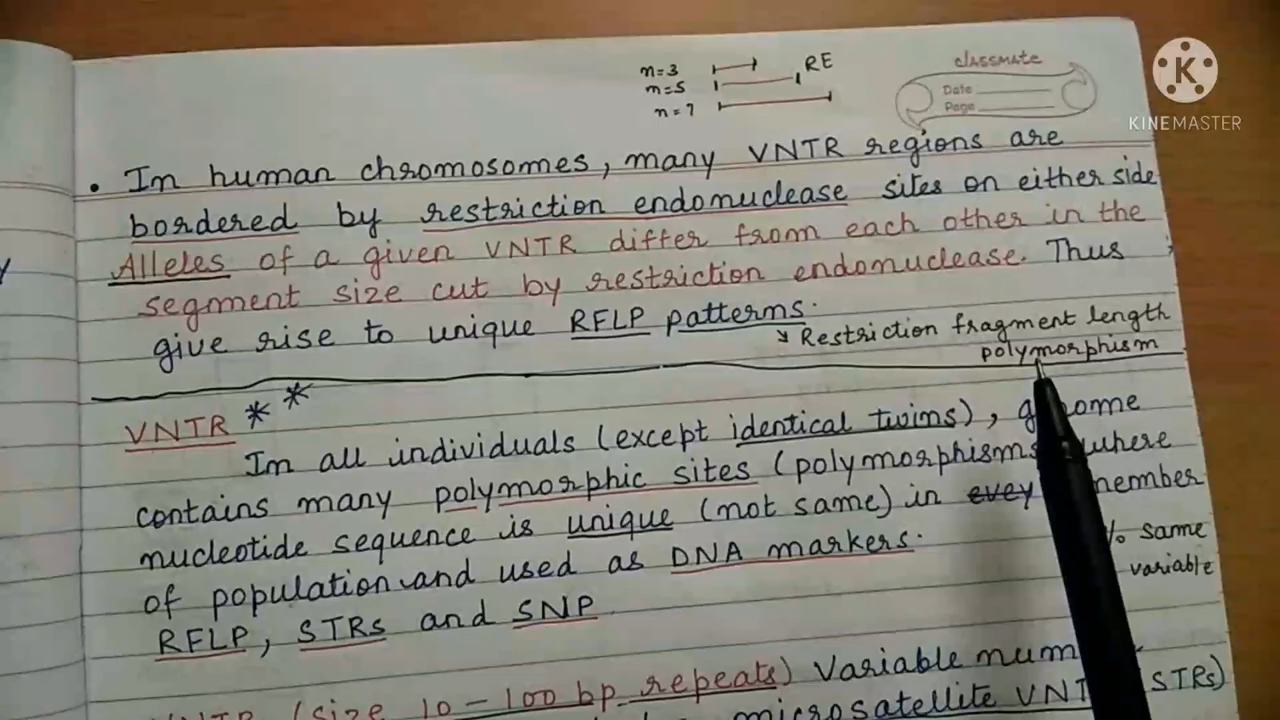 n=3
n=5 RE
n=7
classmate
Date
Page
KINEMASTER
• In human chromosomes, many VNTR regions are
bordered by restriction endonuclease sites on either side
Alleles of a given VNTR differ from each other in the
segment size cut by restriction endonuclease. Thus
give rise to unique RFLP patterns.
↘ Restriction fragment length
polymorphism
VNTR **
In all individuals (except identical twins),
contains many polymorphic sites (polymorphisms where
nucleotide sequence is unique (not same) in evey
of population and used as DNA markers.
% same
variable
RFLP, STRs and SNP
(size 10-100 bp repeats) Variable
microsatellite STRs)